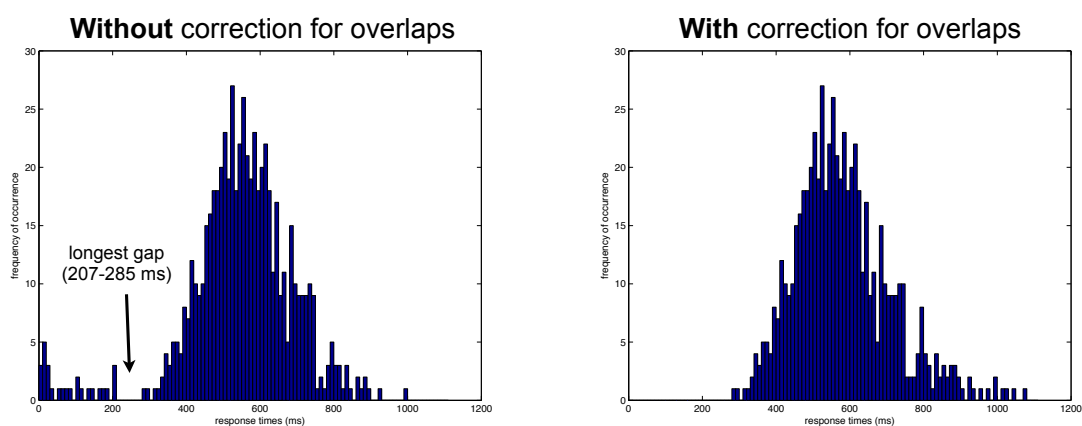 Without correction for overlaps
30
25
20
15
10
5
0
frequency of occurrence
longest gap
(207-285 ms)
0 200 400 600 800 1000 1200
response times (ms)
With correction for overlaps
30
25
20
15
10
5
0
frequency of occurrence
0 200 400 600 800 1000 1200
response times (ms)